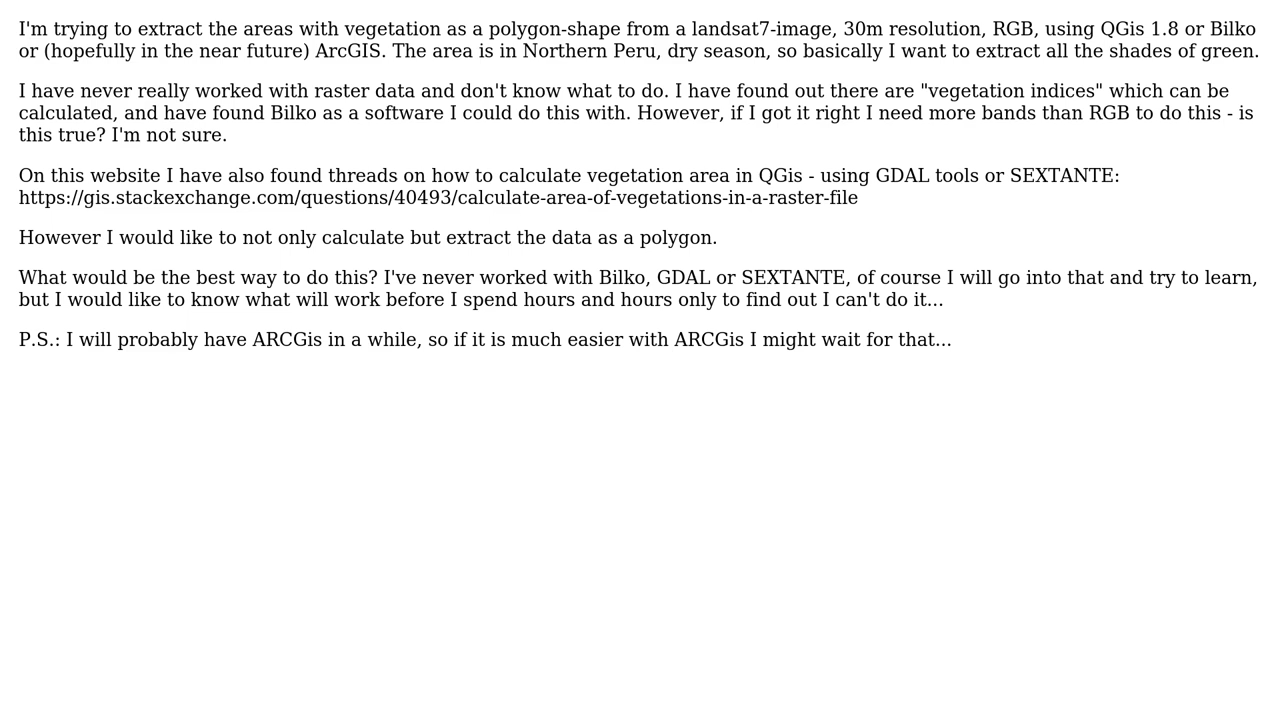 I'm trying to extract the areas with vegetation as a polygon-shape from a landsat7-image, 30m resolution, RGB, using QGis 1.8 or Bilko
or (hopefully in the near future) ArcGIS. The area is in Northern Peru, dry season, so basically I want to extract all the shades of green.
I have never really worked with raster data and don't know what to do. I have found out there are "vegetation indices" which can be
calculated, and have found Bilko as a software I could do this with. However, if I got it right I need more bands than RGB to do this - is
this true? I'm not sure.
On this website I have also found threads on how to calculate vegetation area in QGis - using GDAL tools or SEXTANTE:
https://gis.stackexchange.com/questions/40493/calculate-area-of-vegetations-in-a-raster-file
However I would like to not only calculate but extract the data as a polygon.
What would be the best way to do this? I've never worked with Bilko, GDAL or SEXTANTE, of course I will go into that and try to learn,
but I would like to know what will work before I spend hours and hours only to find out I can't do it...
P.S.: I will probably have ARCGis in a while, so if it is much easier with ARCGis I might wait for that...